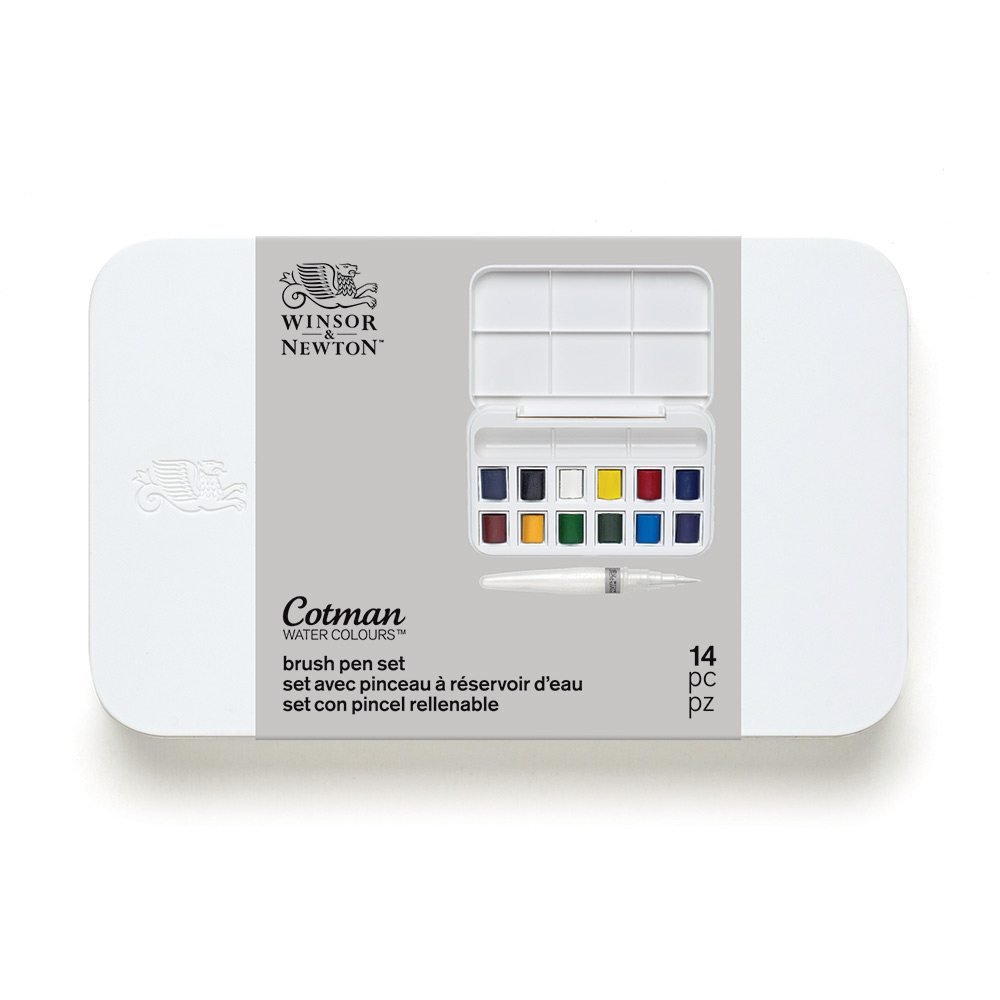 WINSOR
&
NEWTON™
Cotman
WATER COLOURS™
brush pen set
set avec pinceau à réservoir d'eau
set con pincel rellenable
14
pc
pz